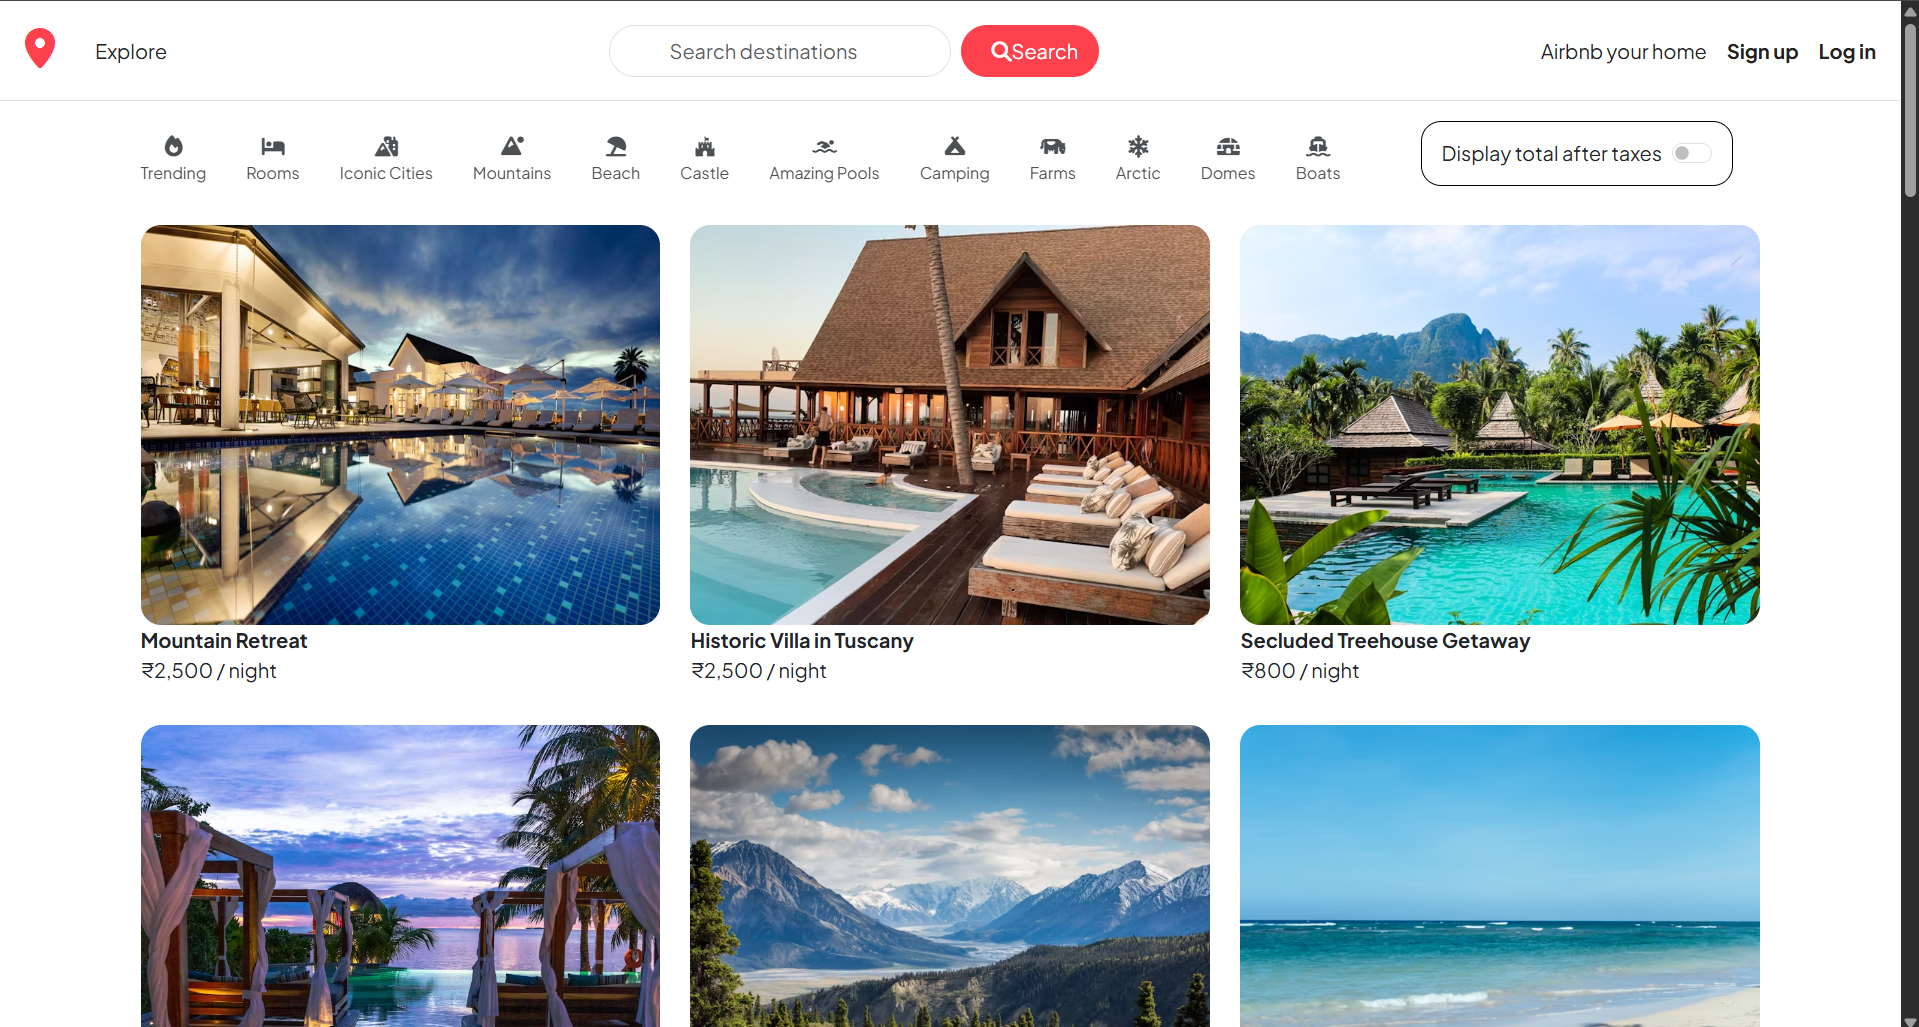 Explore
Search destinations
Search
Airbnb your home
Sign up
Log in
Trending
Rooms
Iconic Cities
Mountains
Beach
Castle
Amazing Pools
Camping
Farms
Arctic
Domes
Boats
Display total after taxes
Mountain Retreat
₹2,500 / night
Historic Villa in Tuscany
₹2,500 / night
Secluded Treehouse Getaway
₹800 / night